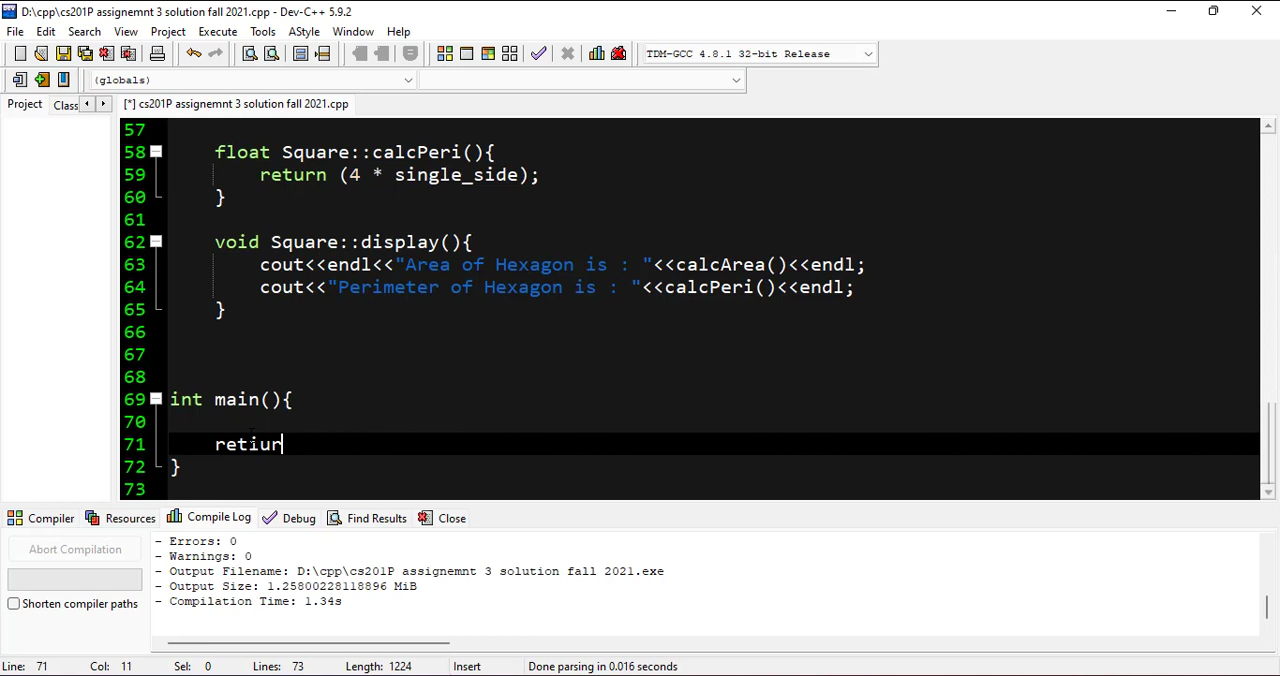 D:\cpp\cs201P assignemnt 3 solution fall 2021.cpp - Dev-C++ 5.9.2
File Edit Search View Project Execute Tools AStyle Window Help
TDM-GCC 4.8.1 32-bit Release
(globals)
Project Class [*] cs201P assignemnt 3 solution fall 2021.cpp
57
58 float Square::calcPeri(){
59 return (4 * single_side);
60 }
61
62 void Square::display(){
63 cout<<endl<<"Area of Hexagon is : "<<calcArea()<<endl;
64 cout<<"Perimeter of Hexagon is : "<<calcPeri()<<endl;
65 }
66
67
68
69 int main(){
70
71 retiur
72 }
73
Compiler Resources Compile Log Debug Find Results Close
Abort Compilation
Shorten compiler paths
- Errors: 0
- Warnings: 0
- Output Filename: D:\cpp\cs201P assignemnt 3 solution fall 2021.exe
- Output Size: 1.25800228118896 MiB
- Compilation Time: 1.34s
Line: 71 Col: 11 Sel: 0 Lines: 73 Length: 1224 Insert Done parsing in 0.016 seconds